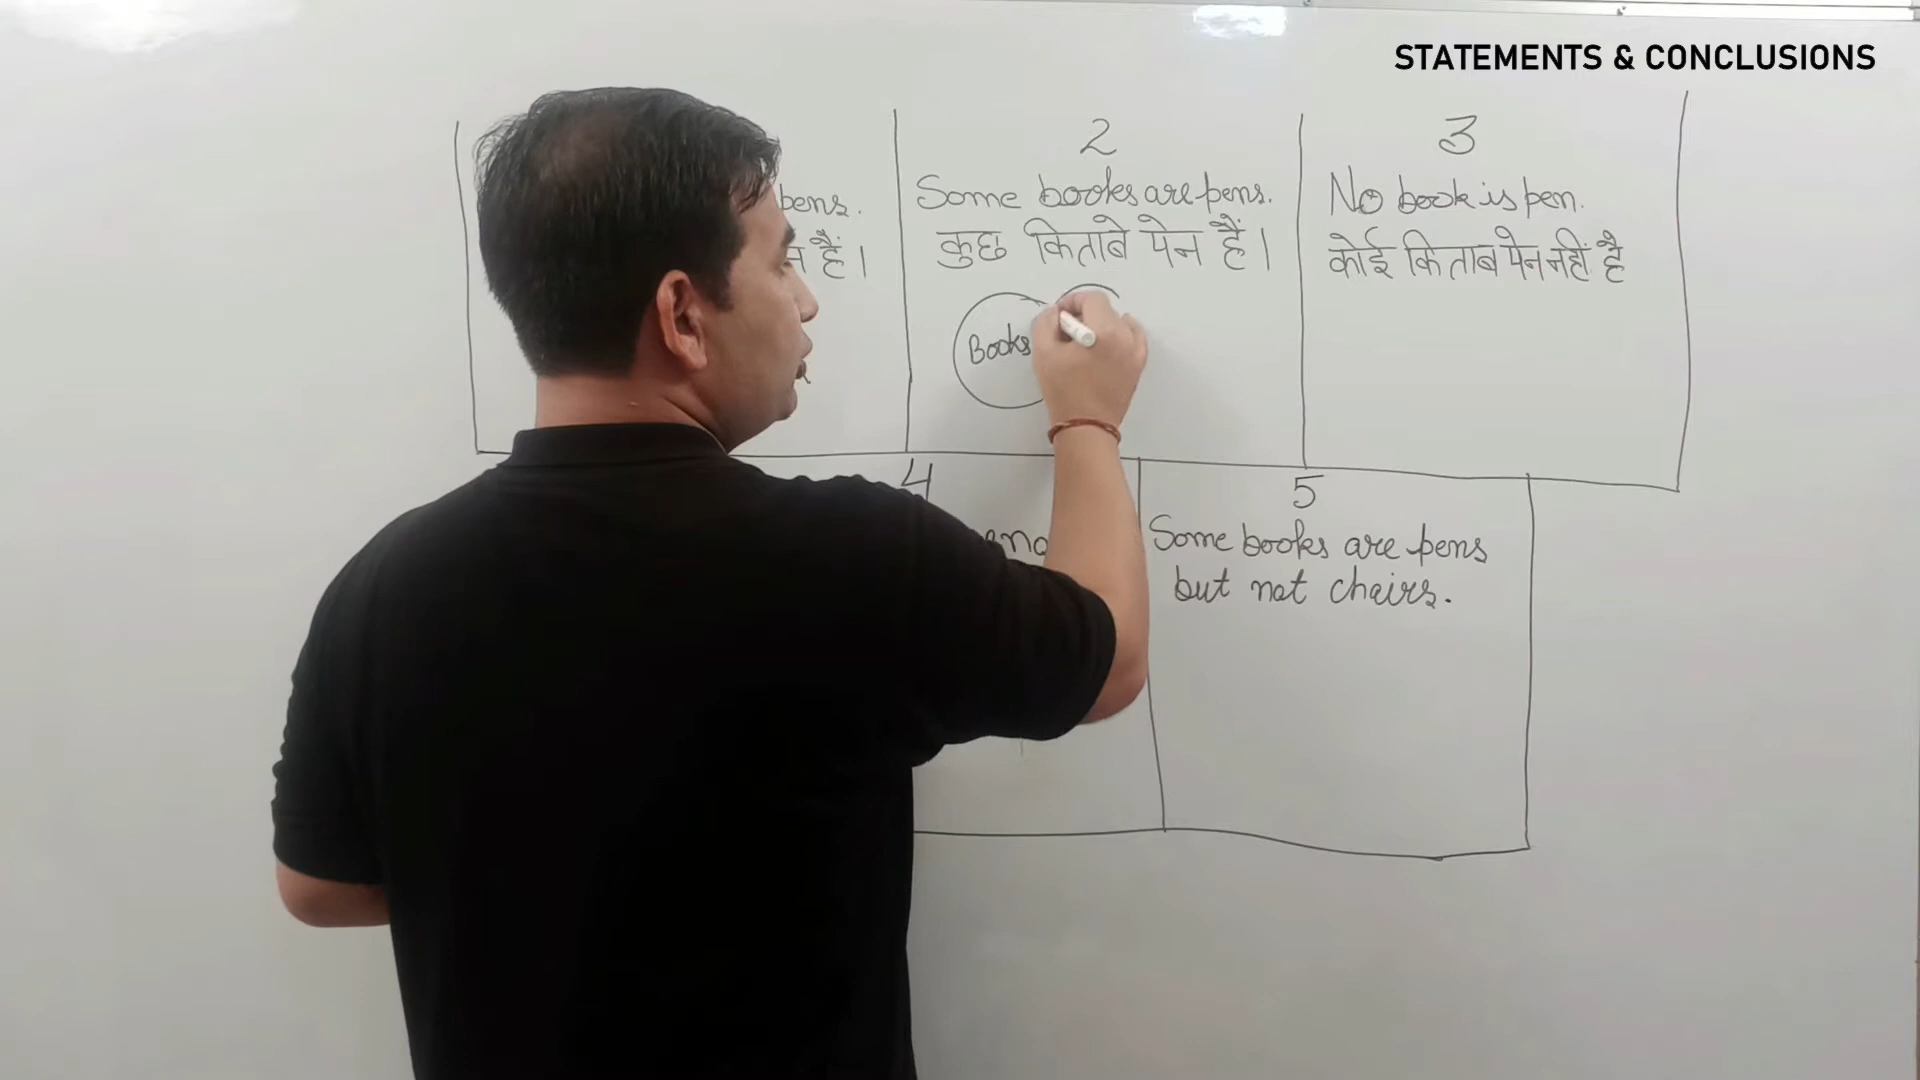 STATEMENTS & CONCLUSIONS
pens.
न हैं।
2
Some books are pens.
कुछ किताबे पेन हैं।
Books
3
No book is pen.
कोई किताब पेन नहीं है
4
5
Some books are pens
but not chairs.